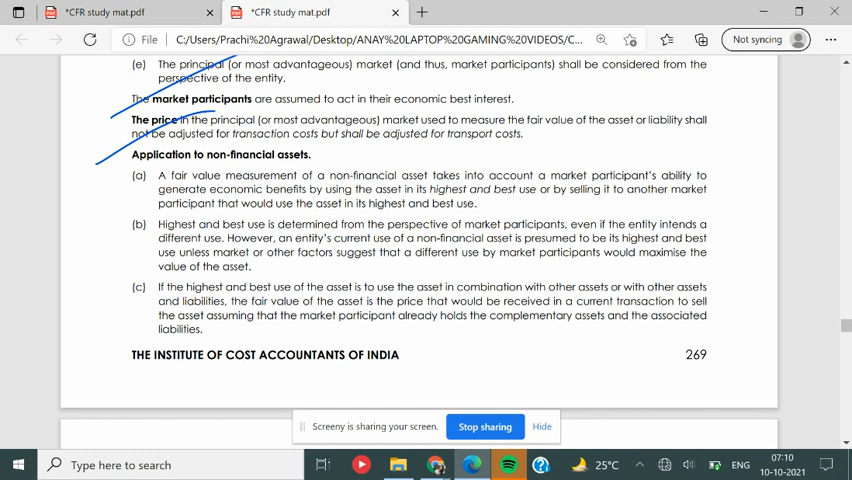 *CFR study mat.pdf
*CFR study mat.pdf
File
C:/Users/Prachi%20Agrawal/Desktop/ANAY%20LAPTOP%20GAMING%20VIDEOS/C...
Not syncing
(e) The principal (or most advantageous) market (and thus, market participants) shall be considered from the
perspective of the entity.
The market participants are assumed to act in their economic best interest.
The price in the principal (or most advantageous) market used to measure the fair value of the asset or liability shall
not be adjusted for transaction costs but shall be adjusted for transport costs.
Application to non-financial assets.
(a) A fair value measurement of a non-financial asset takes into account a market participant's ability to
generate economic benefits by using the asset in its highest and best use or by selling it to another market
participant that would use the asset in its highest and best use.
(b) Highest and best use is determined from the perspective of market participants, even if the entity intends a
different use. However, an entity's current use of a non-financial asset is presumed to be its highest and best
use unless market or other factors suggest that a different use by market participants would maximise the
value of the asset.
(c) If the highest and best use of the asset is to use the asset in combination with other assets or with other assets
and liabilities, the fair value of the asset is the price that would be received in a current transaction to sell
the asset assuming that the market participant already holds the complementary assets and the associated
liabilities.
THE INSTITUTE OF COST ACCOUNTANTS OF INDIA 269
Screeny is sharing your screen. Stop sharing Hide
Type here to search
25°C
ENG
07:10
10-10-2021